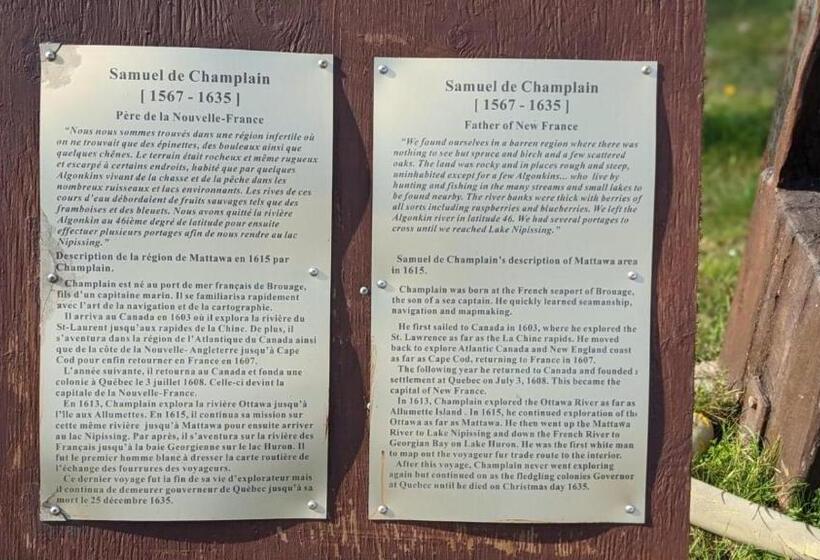 Samuel de Champlain
[ 1567 - 1635 ]
Père de la Nouvelle-France
"Nous nous sommes trouvés dans une région infertile où
on ne trouvait que des épinettes, des bouleaux ainsi que
quelques chênes. Le terrain était rocheux et même rugueux
et escarpé à certains endroits, habité que par quelques
Algonkins vivant de la chasse et de la pêche dans les
nombreux ruisseaux et lacs environnants. Les rives de ces
cours d'eau débordaient de fruits sauvages tels que des
framboises et des bleuets. Nous avons quitté la rivière
Algonkin au 46ième degré de latitude pour ensuite
effectuer plusieurs portages afin de nous rendre au lac
Nipissing."
Description de la région de Mattawa en 1615 par
Champlain.
Champlain est né au port de mer français de Brouage,
fils d'un capitaine marin. Il se familiarisa rapidement
avec l'art de la navigation et de la cartographie.
Il arriva au Canada en 1603 où il explora la rivière du
St-Laurent jusqu'aux rapides de la Chine. De plus, il
s'aventura dans la région de l'Atlantique du Canada ainsi
que de la côte de la Nouvelle- Angleterre jusqu'à Cape
Cod pour enfin retourner en France en 1607.
L'année suivante, il retourna au Canada et fonda une
colonie à Québec le 3 juillet 1608. Celle-ci devint la
capitale de la Nouvelle-France.
En 1613, Champlain explora la rivière Ottawa jusqu'à
l'île aux Allumettes. En 1615, il continua sa mission sur
cette même rivière jusqu'à Mattawa pour ensuite arriver
au lac Nipissing. Par après, il s'aventura sur la rivière des
Français jusqu'à la baie Georgienne sur le lac Huron. Il
fut le premier homme blanc à dresser la carte routière de
l'échange des fourrures des voyageurs.
Ce dernier voyage fut la fin de sa vie d'explorateur mais
il continua de demeurer gouverneur de Québec jusqu'à sa
mort le 25 décembre 1635.
Samuel de Champlain
[ 1567 - 1635 ]
Father of New France
"We found ourselves in a barren region where there was
nothing to see but spruce and birch and a few scattered
oaks. The land was rocky and in places rough and steep,
uninhabited except for a few Algonkins... who live by
hunting and fishing in the many streams and small lakes to
be found nearby. The river banks were thick with berries of
all sorts including raspberries and blueberries. We left the
Algonkin river in latitude 46. We had several portages to
cross until we reached Lake Nipissing."
Samuel de Champlain's description of Mattawa area
in 1615.
Champlain was born at the French seaport of Brouage,
the son of a sea captain. He quickly learned seamanship,
navigation and mapmaking.
He first sailed to Canada in 1603, where he explored the
St. Lawrence as far as the La Chine rapids. He moved
back to explore Atlantic Canada and New England coast
as far as Cape Cod, returning to France in 1607.
The following year he returned to Canada and founded a
settlement at Quebec on July 3, 1608. This became the
capital of New France.
In 1613, Champlain explored the Ottawa River as far as
Allumette Island . In 1615, he continued exploration of the
Ottawa as far as Mattawa. He then went up the Mattawa
River to Lake Nipissing and down the French River to
Georgian Bay on Lake Huron. He was the first white man
to map out the voyageur fur trade route to the interior.
After this voyage, Champlain never went exploring
again but continued on as the fledgling colonies Governor
at Quebec until he died on Christmas day 1635.